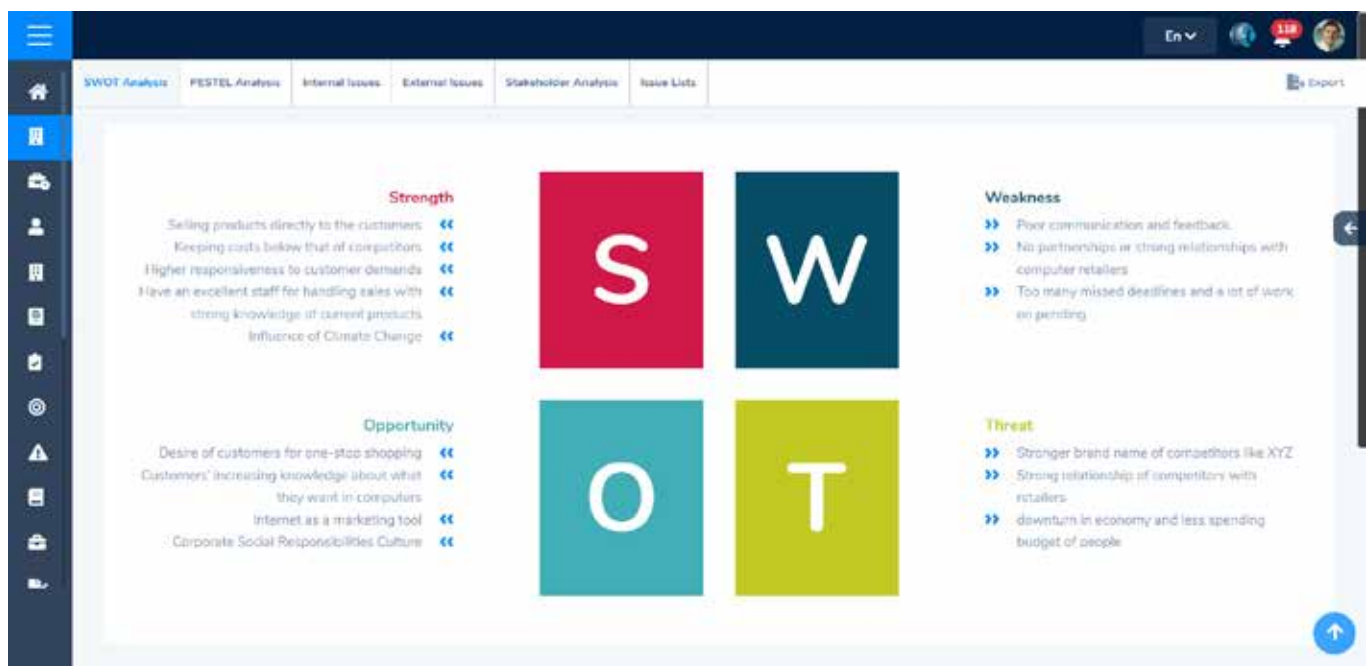 En
118
SWOT Analysis
PESTEL Analysis
Internal Issues
External Issues
Stakeholder Analysis
Issue Lists
Export
Strength
Selling products directly to the customers
Keeping costs below that of competitors
Higher responsiveness to customer demands
Have an excellent staff for handling sales with
strong knowledge of current products
Influence of Climate Change
S
W
Weakness
Poor communication and feedback
No partnerships or strong relationships with
computer retailers
Too many missed deadlines and a lot of work
on pending
Opportunity
Desire of customers for one-stop shopping
Customers' increasing knowledge about what
they want in computers
Internet as a marketing tool
Corporate Social Responsibilities Culture
O
T
Threat
Stronger brand name of competitors like XYZ
Strong relationship of competitors with
retailers
downturn in economy and less spending
budget of people